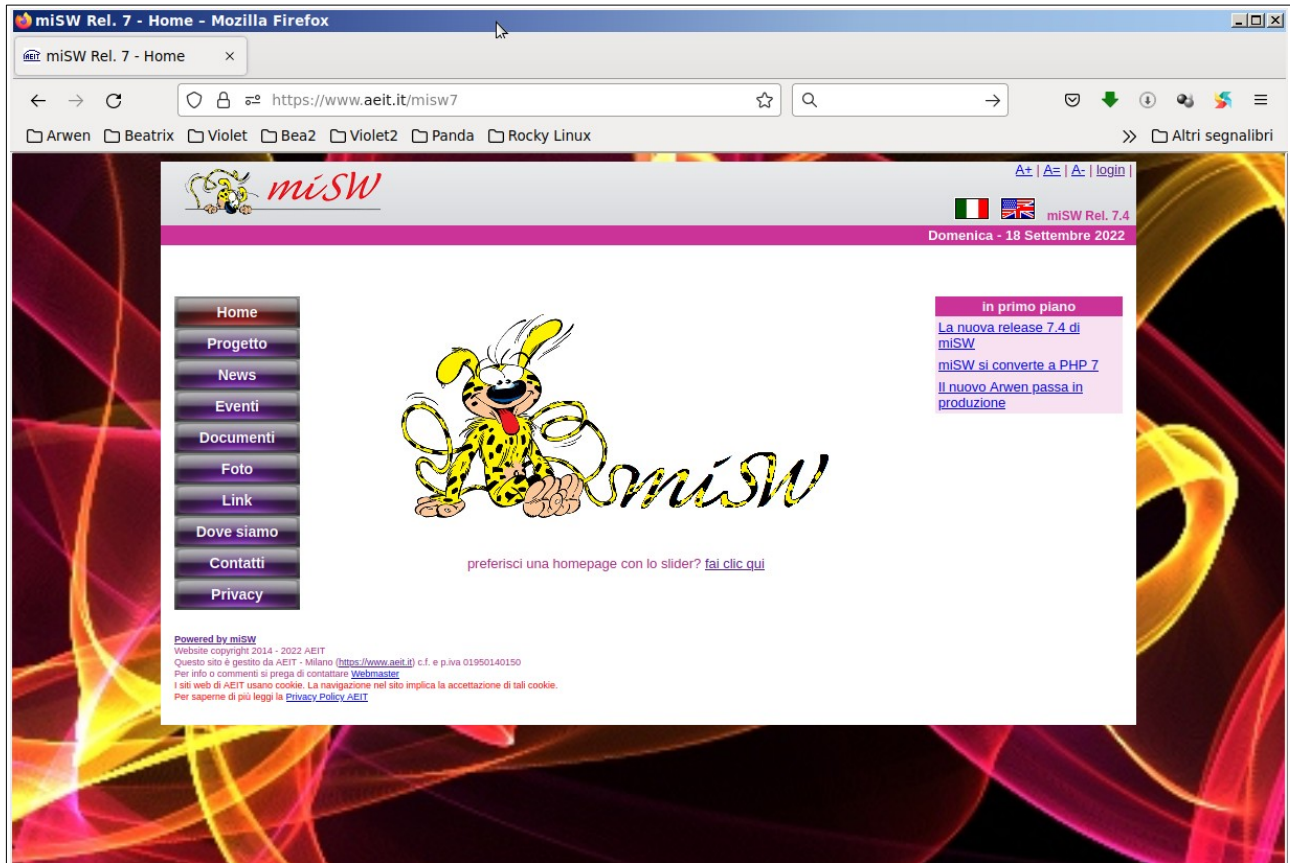 miSW Rel. 7 - Home – Mozilla Firefox
AEIT miSW Rel. 7 - Home
https://www.aeit.it/misw7
Arwen Beatrix Violet Bea2 Violet2 Panda Rocky Linux Altri segnalibri
miSW
A+ | A= | A- | login |
miSW Rel. 7.4
Domenica - 18 Settembre 2022
Home
Progetto
News
Eventi
Documenti
Foto
Link
Dove siamo
Contatti
Privacy
miSW
preferisci una homepage con lo slider? fai clic qui
in primo piano
La nuova release 7.4 di
miSW
miSW si converte a PHP 7
Il nuovo Arwen passa in
produzione
Powered by miSW
Website copyright 2014 - 2022 AEIT
Questo sito è gestito da AEIT - Milano (https://www.aeit.it) c.f. e p.iva 01950140150
Per info o commenti si prega di contattare Webmaster
I siti web di AEIT usano cookie. La navigazione nel sito implica la accettazione di tali cookie.
Per saperne di più leggi la Privacy Policy AEIT